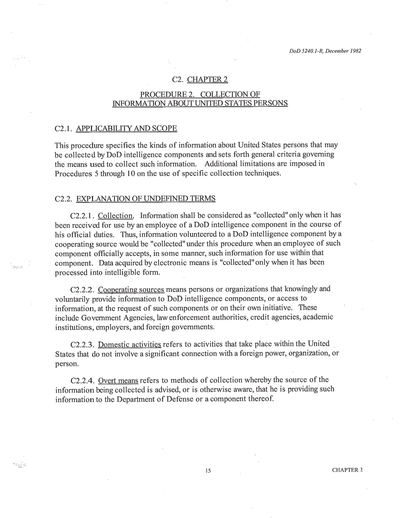 DoD 5240.1-R, December 1982
C2. CHAPTER 2
PROCEDURE 2. COLLECTION OF
INFORMATION ABOUT UNITED STATES PERSONS
C2.1. APPLICABILITY AND SCOPE
This procedure specifies the kinds of information about United States persons that may
be collected by DoD intelligence components and sets forth general criteria governing
the means used to collect such information. Additional limitations are imposed in
Procedures 5 through 10 on the use of specific collection techniques.
C2.2. EXPLANATION OF UNDEFINED TERMS
C2.2.1. Collection. Information shall be considered as "collected" only when it has
been received for use by an employee of a DoD intelligence component in the course of
his official duties. Thus, information volunteered to a DoD intelligence component by a
cooperating source would be "collected" under this procedure when an employee of such
component officially accepts, in some manner, such information for use within that
component. Data acquired by electronic means is "collected" only when it has been
processed into intelligible form.
C2.2.2. Cooperating sources means persons or organizations that knowingly and
voluntarily provide information to DoD intelligence components, or access to
information, at the request of such components or on their own initiative. These
include Government Agencies, law enforcement authorities, credit agencies, academic
institutions, employers, and foreign governments.
C2.2.3. Domestic activities refers to activities that take place within the United
States that do not involve a significant connection with a foreign power, organization, or
person.
C2.2.4. Overt means refers to methods of collection whereby the source of the
information being collected is advised, or is otherwise aware, that he is providing such
information to the Department of Defense or a component thereof.
15
CHAPTER 2